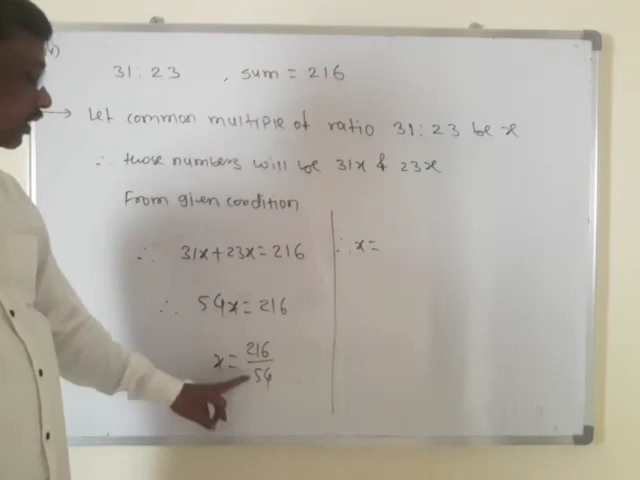 31:23 , sum = 216
→ Let common multiple of ratio 31:23 be x
∴ those numbers will be 31x & 23x
From given condition
∴ 31x+23x=216
∴ 54x=216
x= 216/54
∴ x=